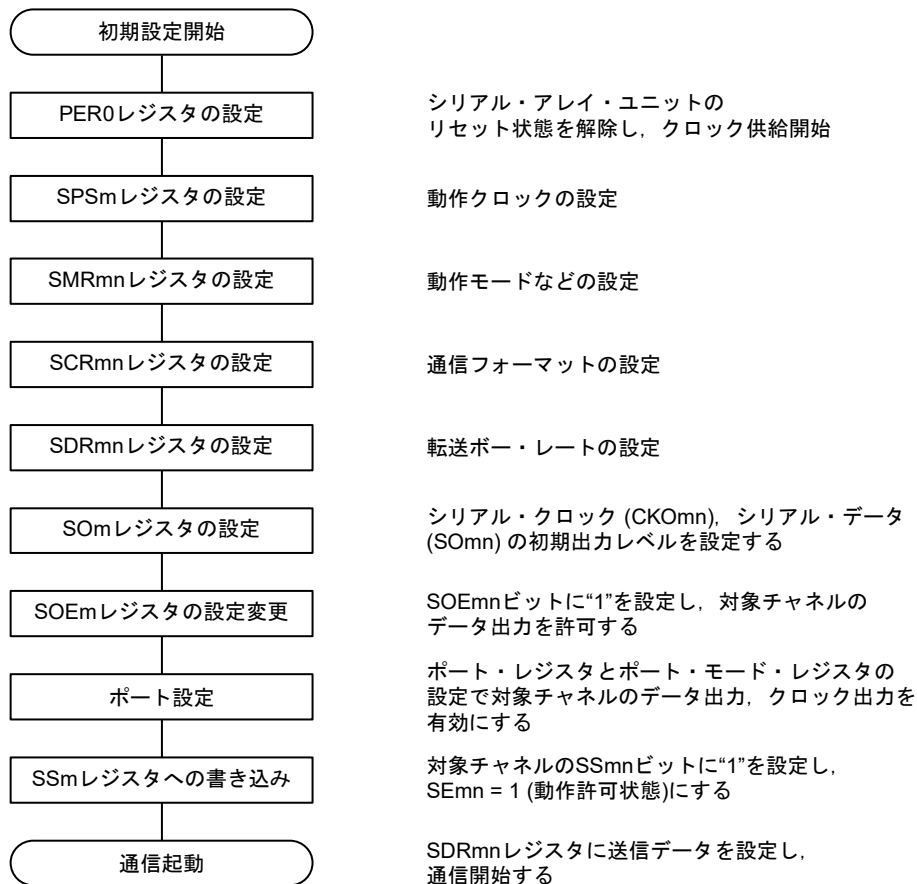 初期設定開始
PER0レジスタの設定
シリアル・アレイ・ユニットの
リセット状態を解除し，クロック供給開始
SPSmレジスタの設定
動作クロックの設定
SMRmnレジスタの設定
動作モードなどの設定
SCRmnレジスタの設定
通信フォーマットの設定
SDRmnレジスタの設定
転送ボー・レートの設定
SOmレジスタの設定
シリアル・クロック (CKOmn)，シリアル・データ
(SOmn) の初期出力レベルを設定する
SOEmレジスタの設定変更
SOEmnビットに“1”を設定し，対象チャネルの
データ出力を許可する
ポート設定
ポート・レジスタとポート・モード・レジスタの
設定で対象チャネルのデータ出力，クロック出力を
有効にする
SSmレジスタへの書き込み
対象チャネルのSSmnビットに“1”を設定し，
SEmn = 1 (動作許可状態)にする
通信起動
SDRmnレジスタに送信データを設定し，
通信開始する